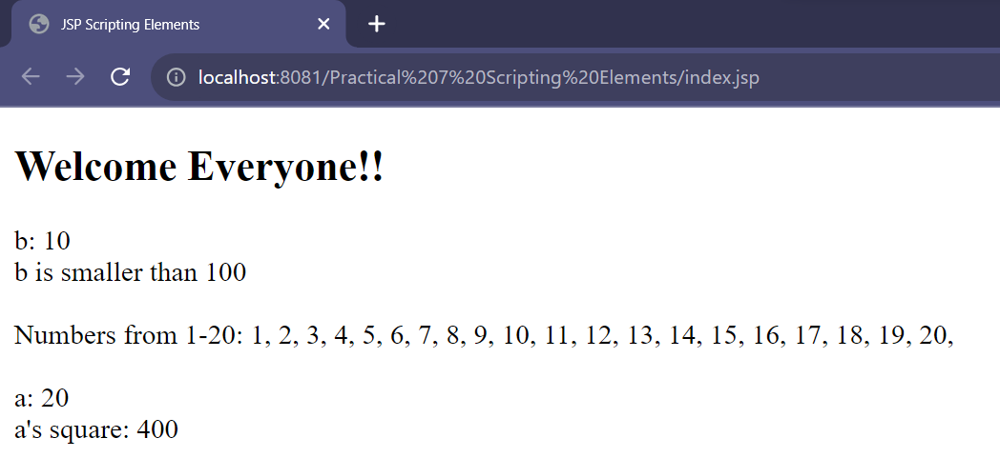 JSP Scripting Elements
localhost:8081/Practical%207%20Scripting%20Elements/index.jsp
Welcome Everyone!!
b: 10
b is smaller than 100
Numbers from 1-20: 1, 2, 3, 4, 5, 6, 7, 8, 9, 10, 11, 12, 13, 14, 15, 16, 17, 18, 19, 20,
a: 20
a's square: 400